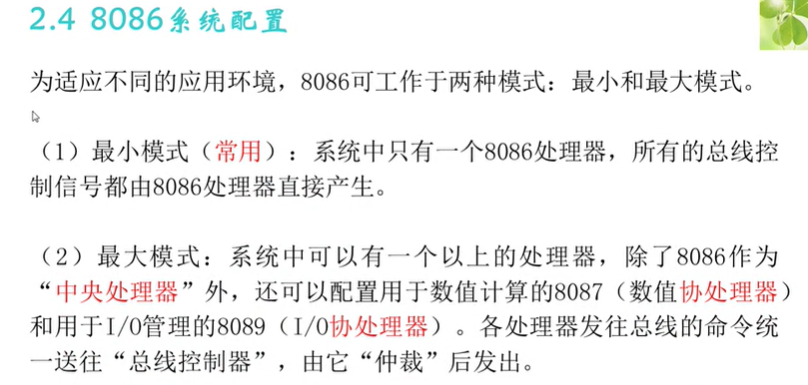 2.4 8086系统配置
为适应不同的应用环境，8086可工作于两种模式：最小和最大模式。
（1）最小模式（常用）：系统中只有一个8086处理器，所有的总线控
制信号都由8086处理器直接产生。
（2）最大模式：系统中可以有一个以上的处理器，除了8086作为
“中央处理器”外，还可以配置用于数值计算的8087（数值协处理器）
和用于I/O管理的8089（I/O协处理器）。各处理器发往总线的命令统
一送往“总线控制器”，由它“仲裁”后发出。